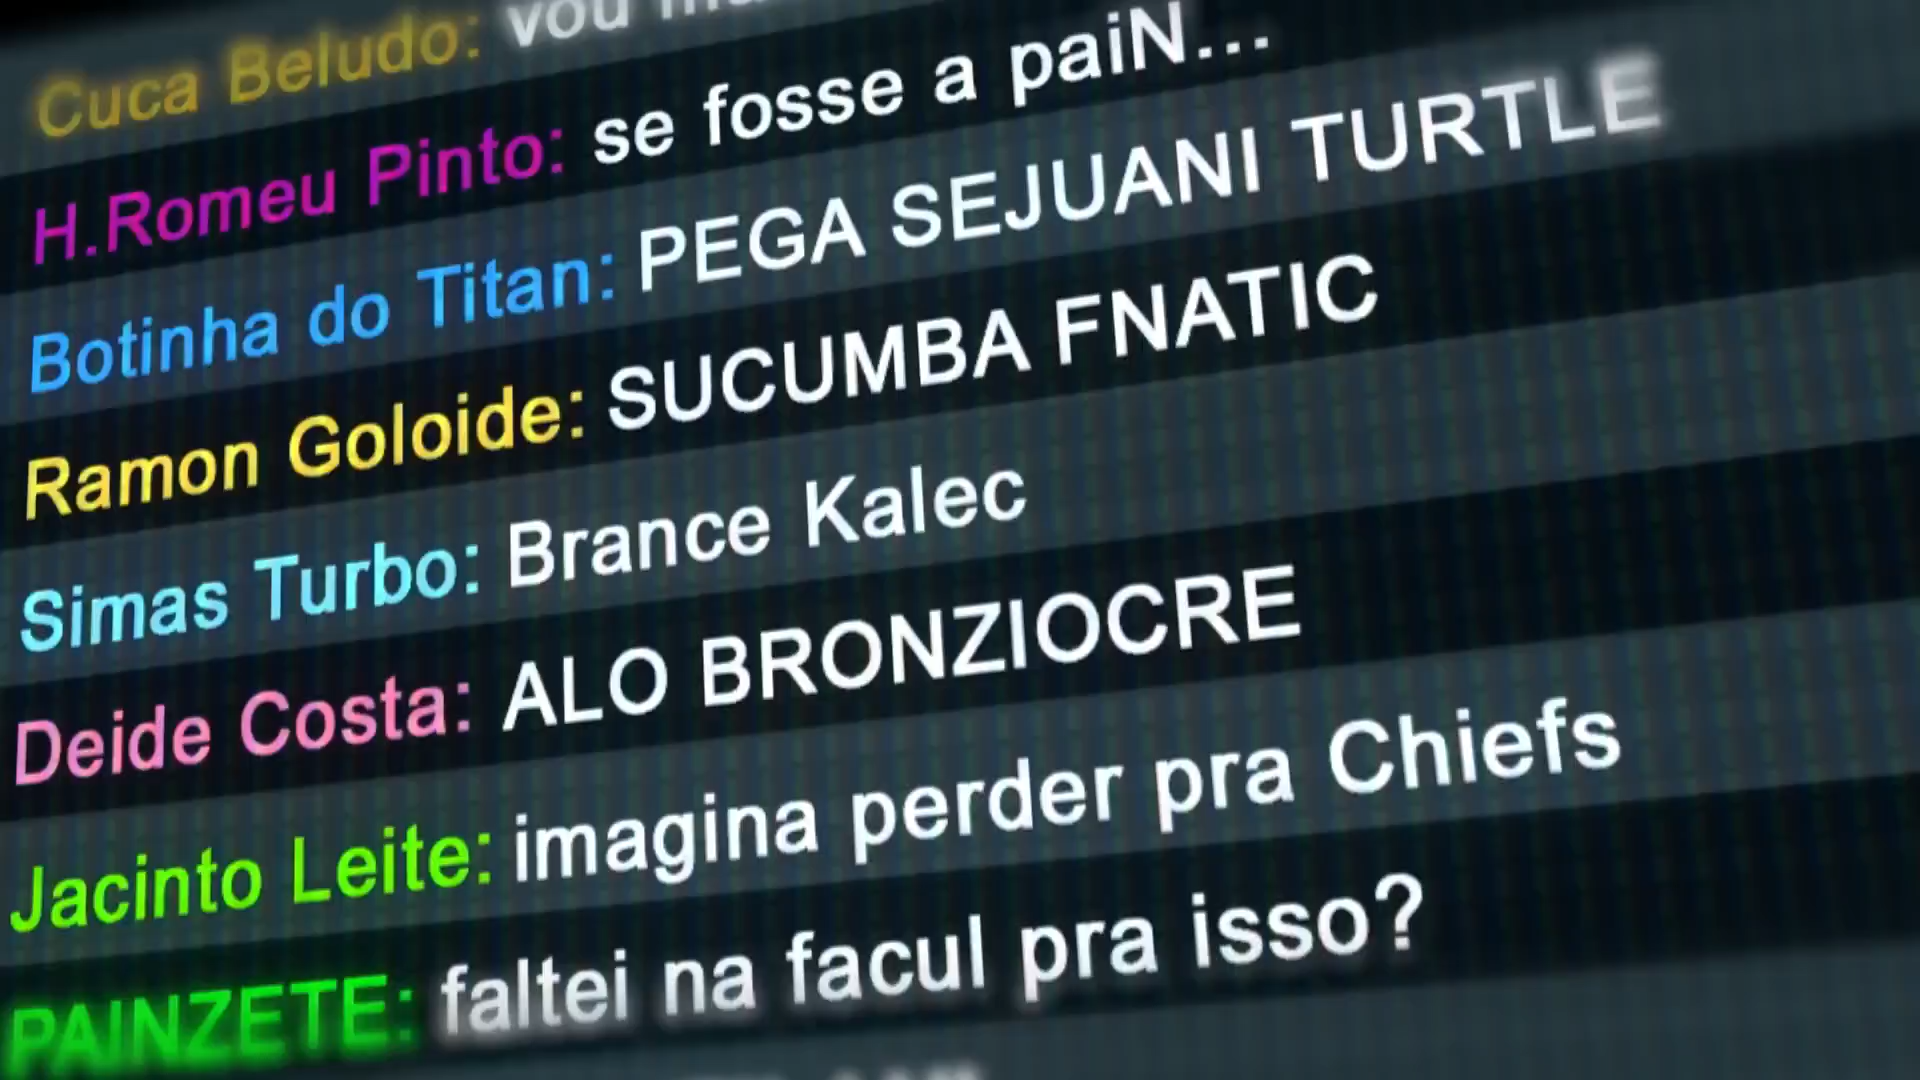 Cuca Beludo: vou
H.Romeu Pinto: se fosse a paiN...
Botinha do Titan: PEGA SEJUANI TURTLE
Ramon Goloide: SUCUMBA FNATIC
Simas Turbo: Brance Kalec
Deide Costa: ALO BRONZIOCRE
Jacinto Leite: imagina perder pra Chiefs
PAINZETE: faltei na facul pra isso?